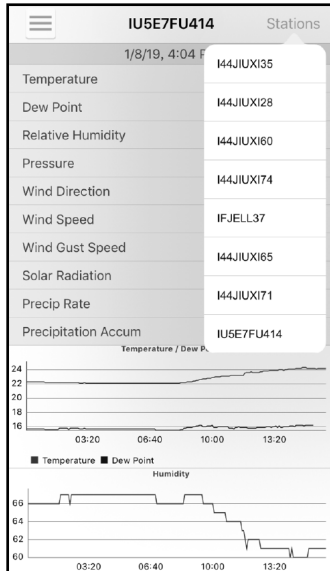 IU5E7FU414 Stations
1/8/19, 4:04 P
Temperature
Dew Point
Relative Humidity
Pressure
Wind Direction
Wind Speed
Wind Gust Speed
Solar Radiation
Precip Rate
Precipitation Accum
I44JIUXI35
I44JIUXI28
I44JIUXI60
I44JIUXI74
IFJELL37
I44JIUXI65
I44JIUXI71
IU5E7FU414
Temperature / Dew P
24
22
20
18
16
03:20 06:40 10:00 13:20
Temperature Dew Point
Humidity
66
64
62
60
03:20 06:40 10:00 13:20